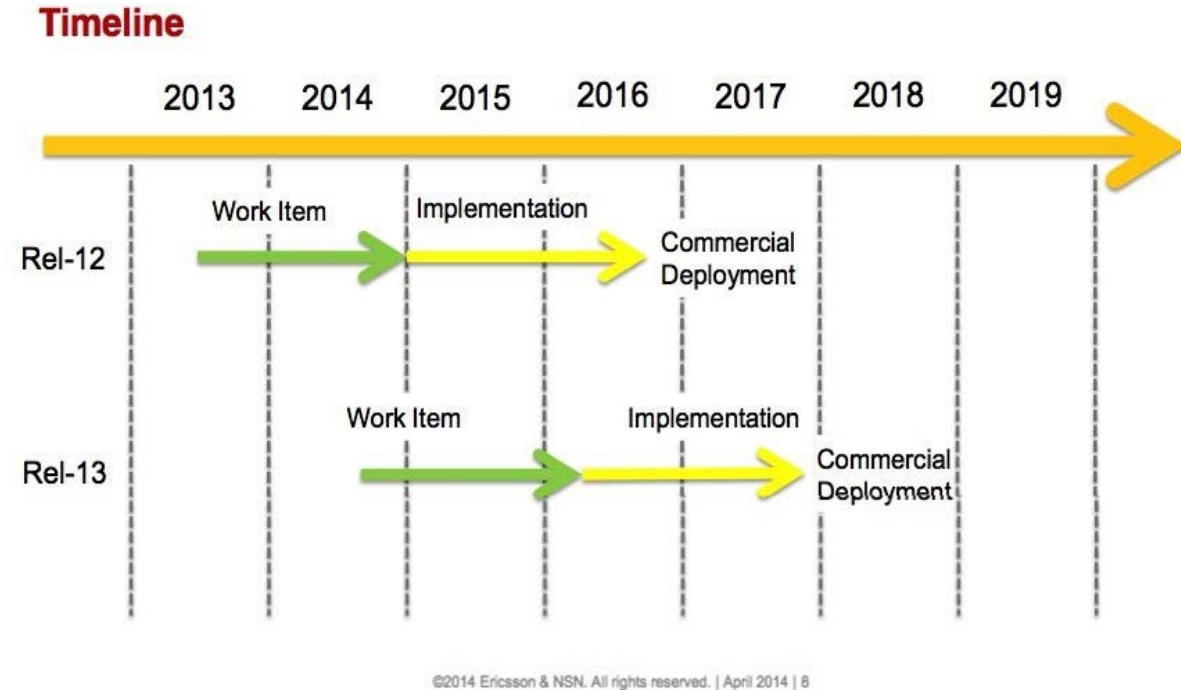 Timeline
2013 2014 2015 2016 2017 2018 2019
Work Item Implementation
Rel-12
Commercial
Deployment
Work Item Implementation
Rel-13
Commercial
Deployment
©2014 Ericsson & NSN. All rights reserved. | April 2014 | 8